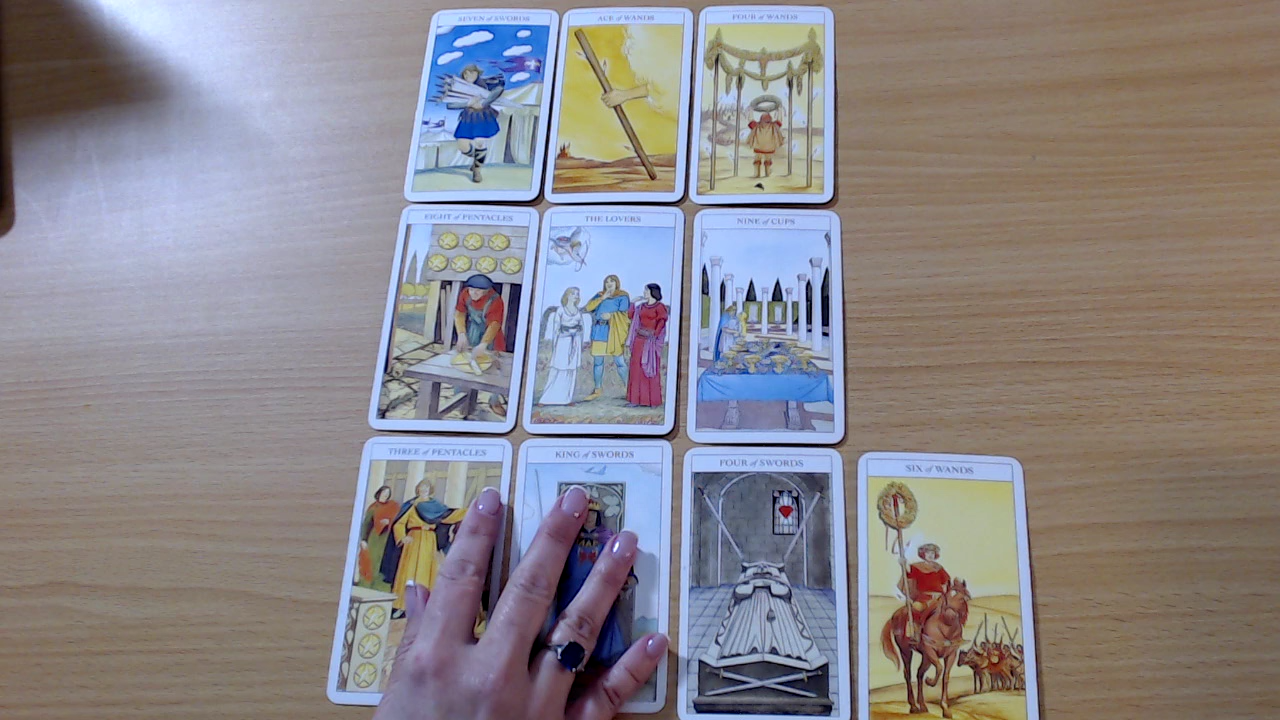 SEVEN of SWORDS
ACE of WANDS
FOUR of WANDS
EIGHT of PENTACLES
THE LOVERS
NINE of CUPS
THREE of PENTACLES
KING of SWORDS
FOUR of SWORDS
SIX of WANDS